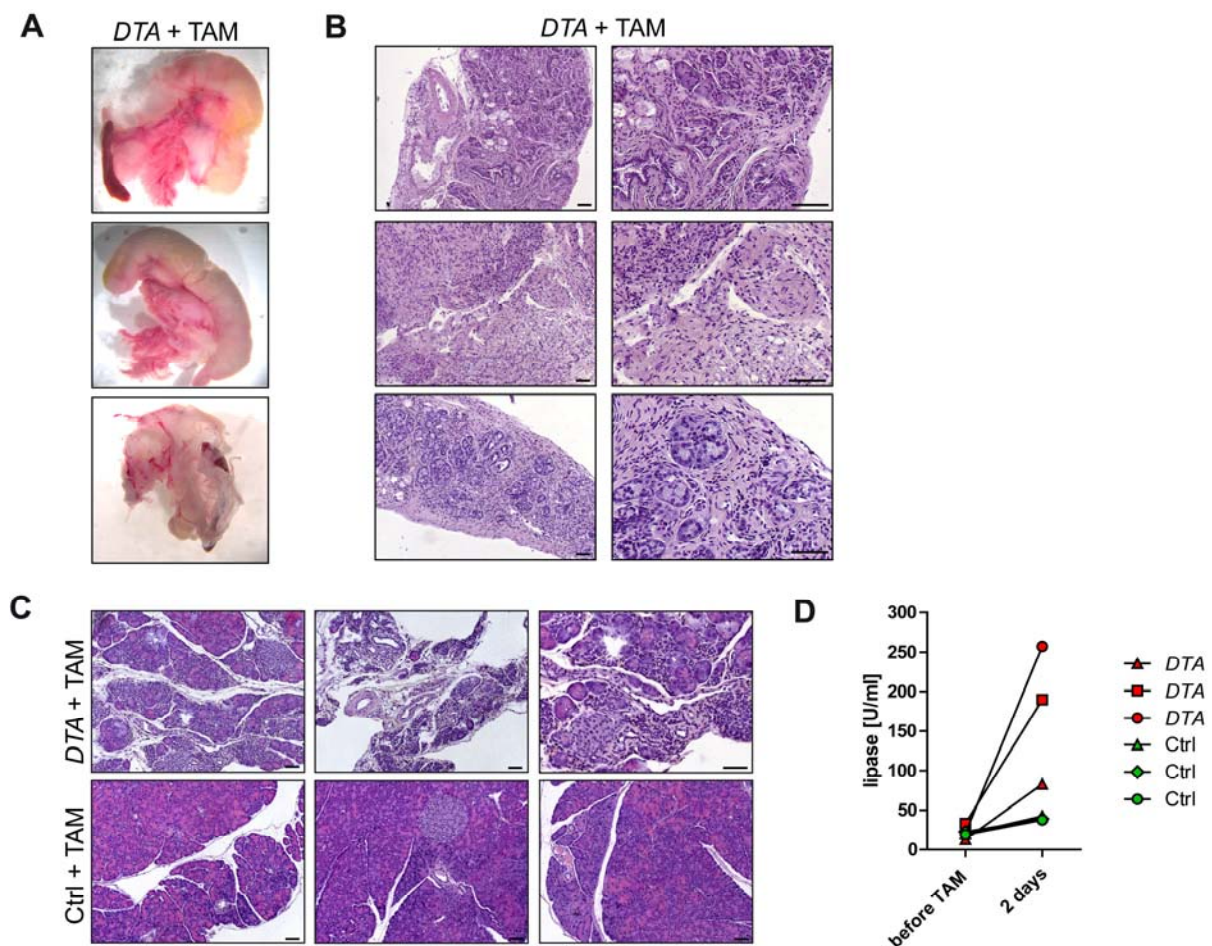 A
DTA + TAM
B
DTA + TAM
C
DTA + TAM
Ctrl + TAM
D
lipase [U/ml]
300
250
200
150
100
50
0
before TAM
2 days
DTA
DTA
DTA
Ctrl
Ctrl
Ctrl